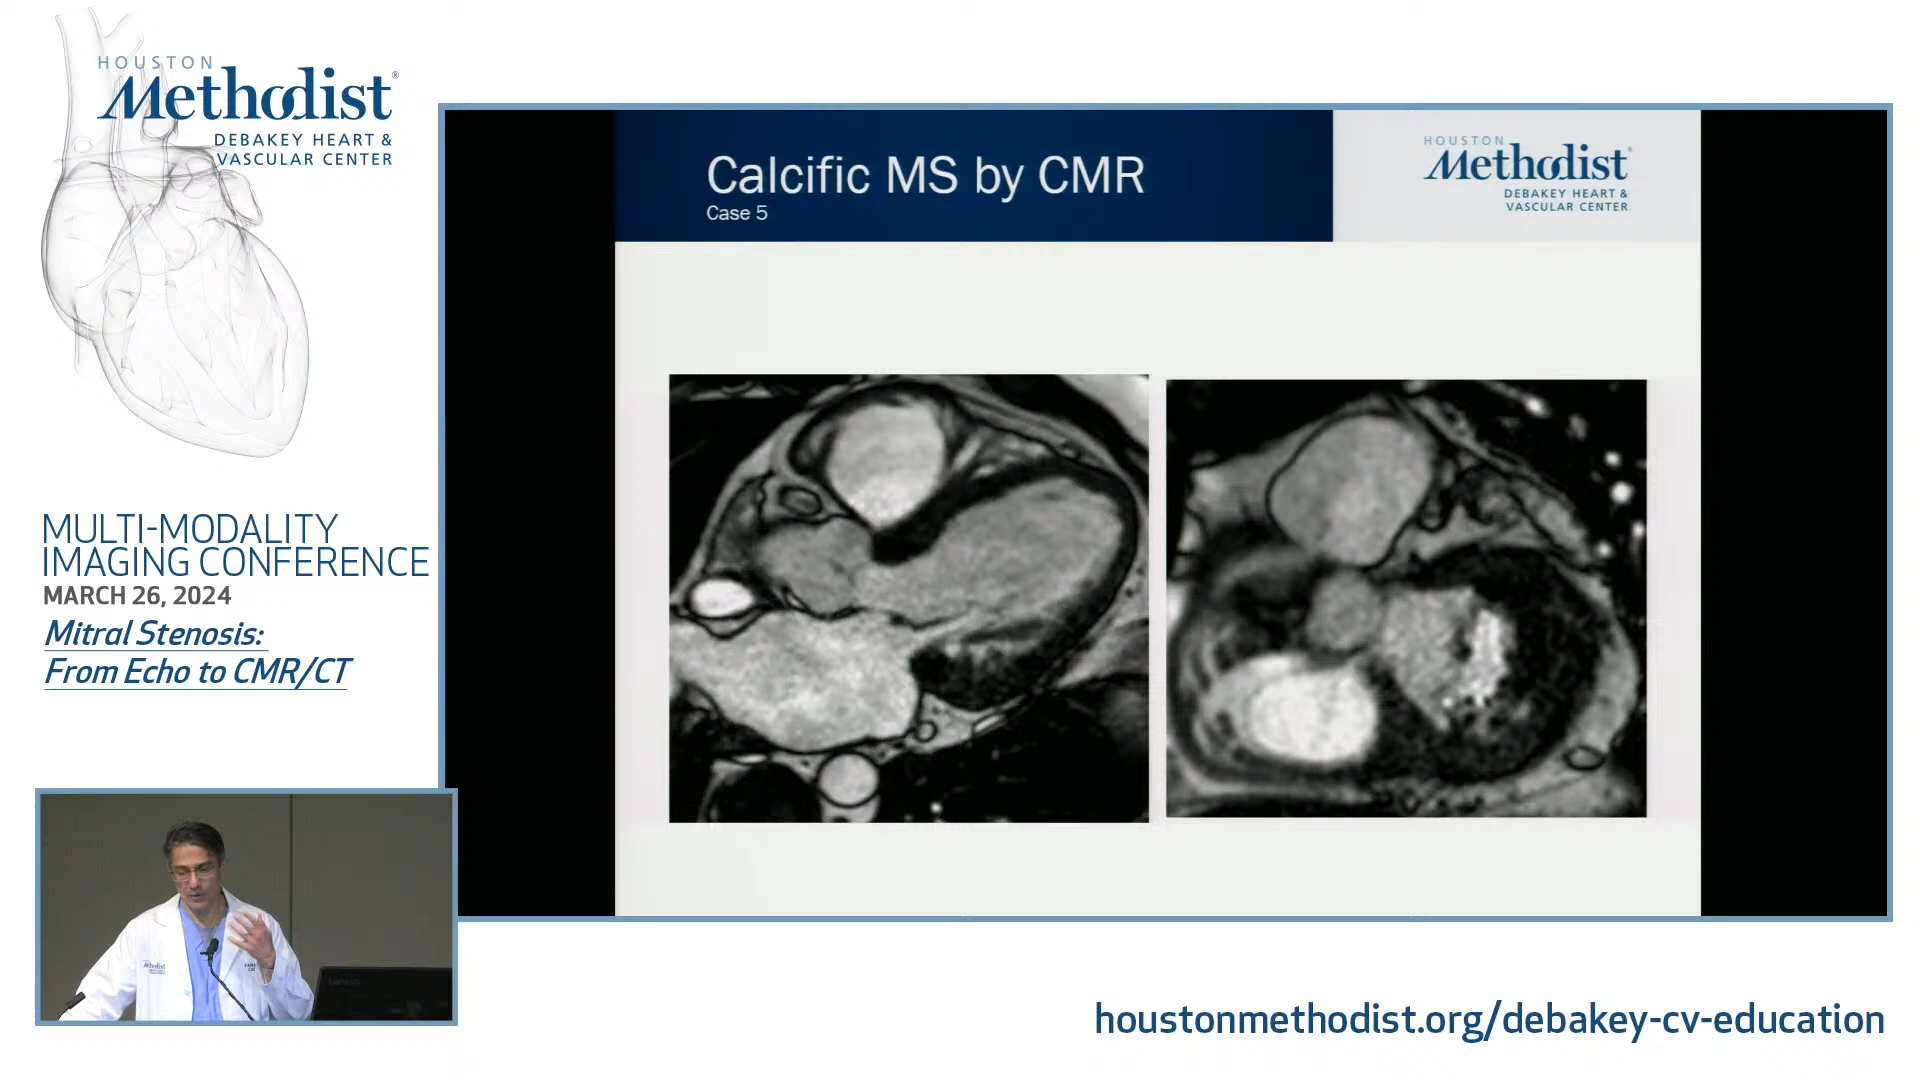 HOUSTON
Methodist®
DEBAKEY HEART &
VASCULAR CENTER
MULTI-MODALITY
IMAGING CONFERENCE
MARCH 26, 2024
Mitral Stenosis:
From Echo to CMR/CT
Calcific MS by CMR
Case 5
HOUSTON
Methodist®
DEBAKEY HEART &
VASCULAR CENTER
Methodist
houstonmethodist.org/debakey-cv-education